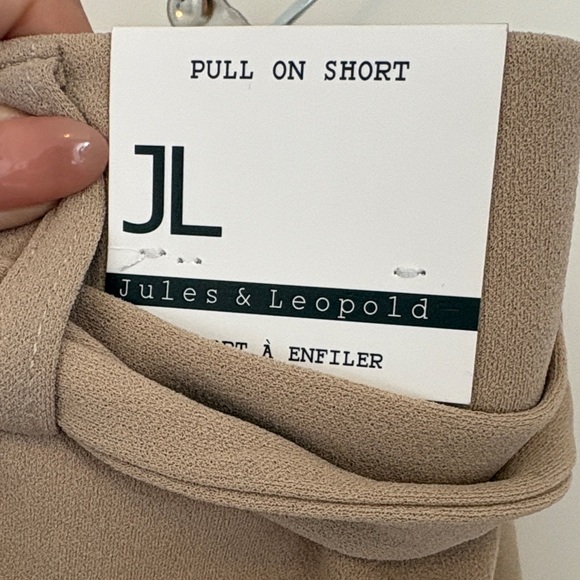 PULL ON SHORT
JL
Jules & Leopold
À ENFILER